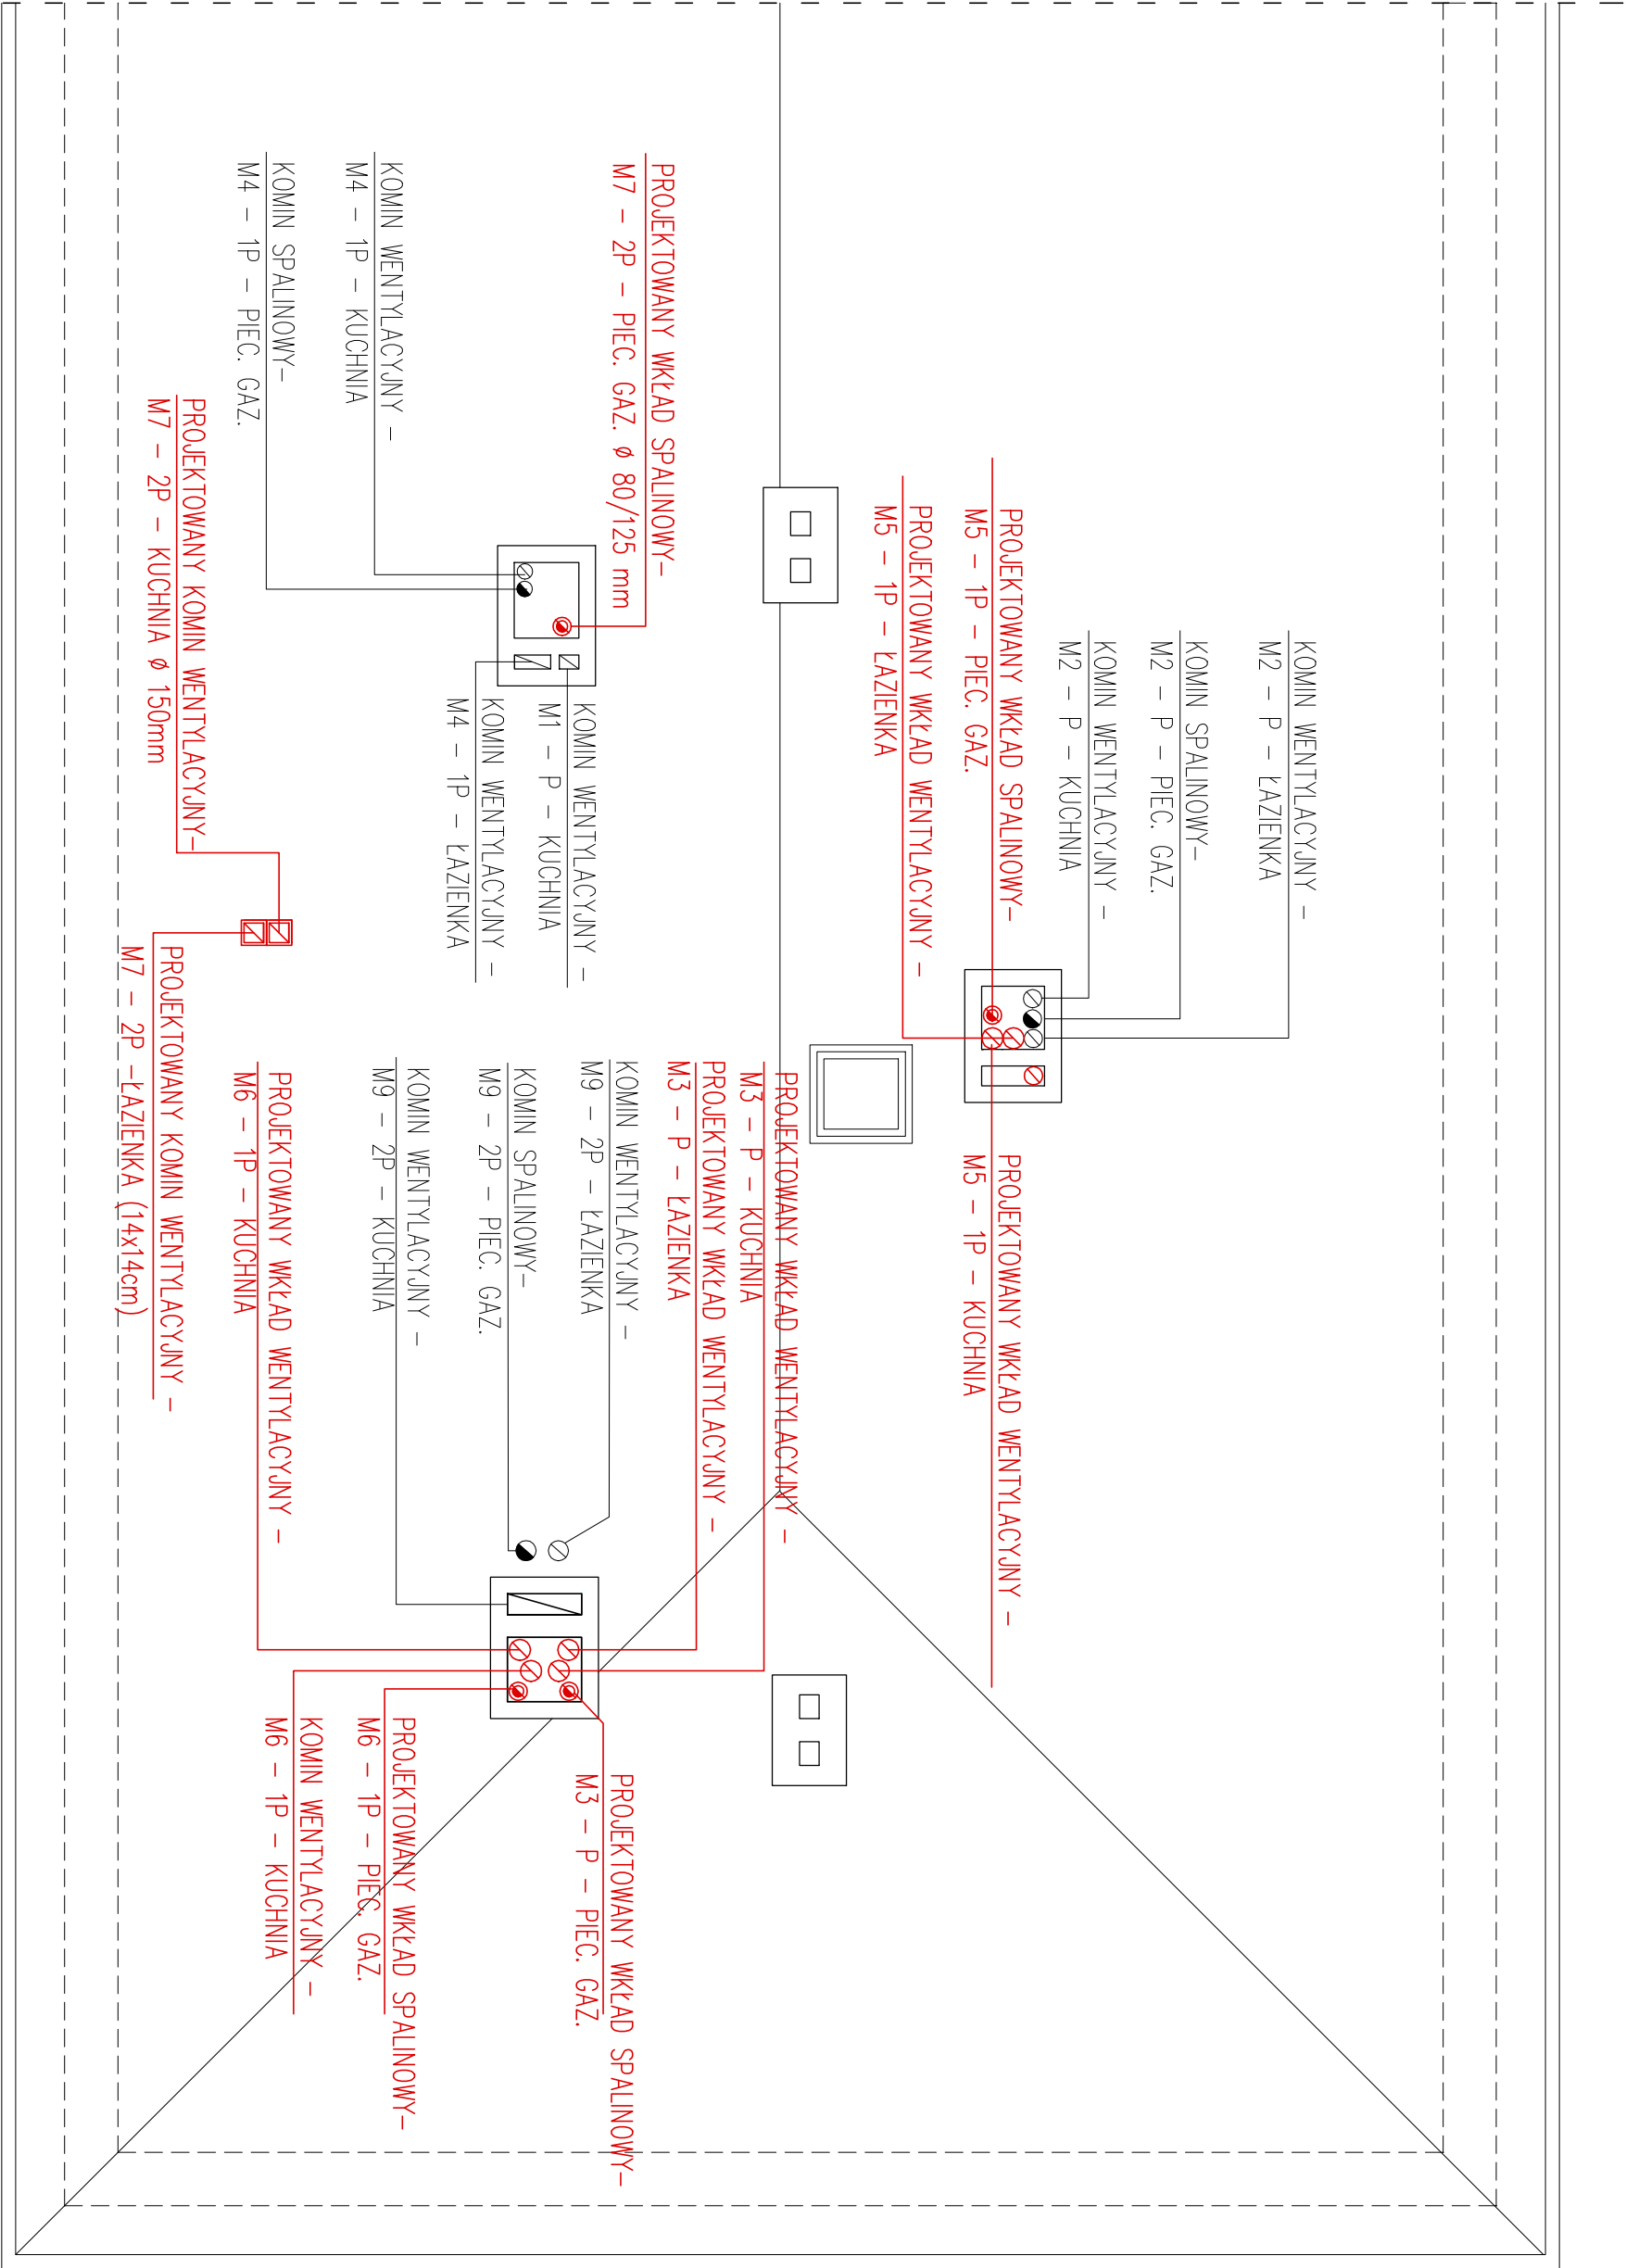 KOMIN WENTYLACYJNY -
M2 - P - ŁAZIENKA
KOMIN SPALINOWY-
M2 - P - PIEC. GAZ.
KOMIN WENTYLACYJNY -
M2 - P - KUCHNIA
PROJEKTOWANY WKŁAD SPALINOWY-
M5 - 1P - PIEC. GAZ.
PROJEKTOWANY WKŁAD WENTYLACYJNY -
M5 - 1P - KUCHNIA
PROJEKTOWANY WKŁAD WENTYLACYJNY -
M5 - 1P - ŁAZIENKA
PROJEKTOWANY WKŁAD WENTYLACYJNY -
M3 - P - KUCHNIA
PROJEKTOWANY WKŁAD WENTYLACYJNY -
M3 - P - ŁAZIENKA
PROJEKTOWANY WKŁAD SPALINOWY-
M7 - 2P - PIEC. GAZ. ø 80/125 mm
KOMIN WENTYLACYJNY -
M9 - 2P - ŁAZIENKA
PROJEKTOWANY WKŁAD SPALINOWY-
M3 - P - PIEC. GAZ.
KOMIN WENTYLACYJNY -
M1 - P - KUCHNIA
KOMIN SPALINOWY-
M9 - 2P - PIEC. GAZ.
KOMIN WENTYLACYJNY -
M4 - 1P - ŁAZIENKA
KOMIN WENTYLACYJNY -
M9 - 2P - KUCHNIA
PROJEKTOWANY WKŁAD SPALINOWY-
M6 - 1P - PIEC. GAZ.
KOMIN WENTYLACYJNY -
M4 - 1P - KUCHNIA
KOMIN WENTYLACYJNY -
M6 - 1P - KUCHNIA
KOMIN SPALINOWY-
M4 - 1P - PIEC. GAZ.
PROJEKTOWANY WKŁAD WENTYLACYJNY -
M6 - 1P - KUCHNIA
PROJEKTOWANY KOMIN WENTYLACYJNY-
M7 - 2P - KUCHNIA ø 150mm
PROJEKTOWANY KOMIN WENTYLACYJNY -
M7 - 2P -ŁAZIENKA (14x14cm)